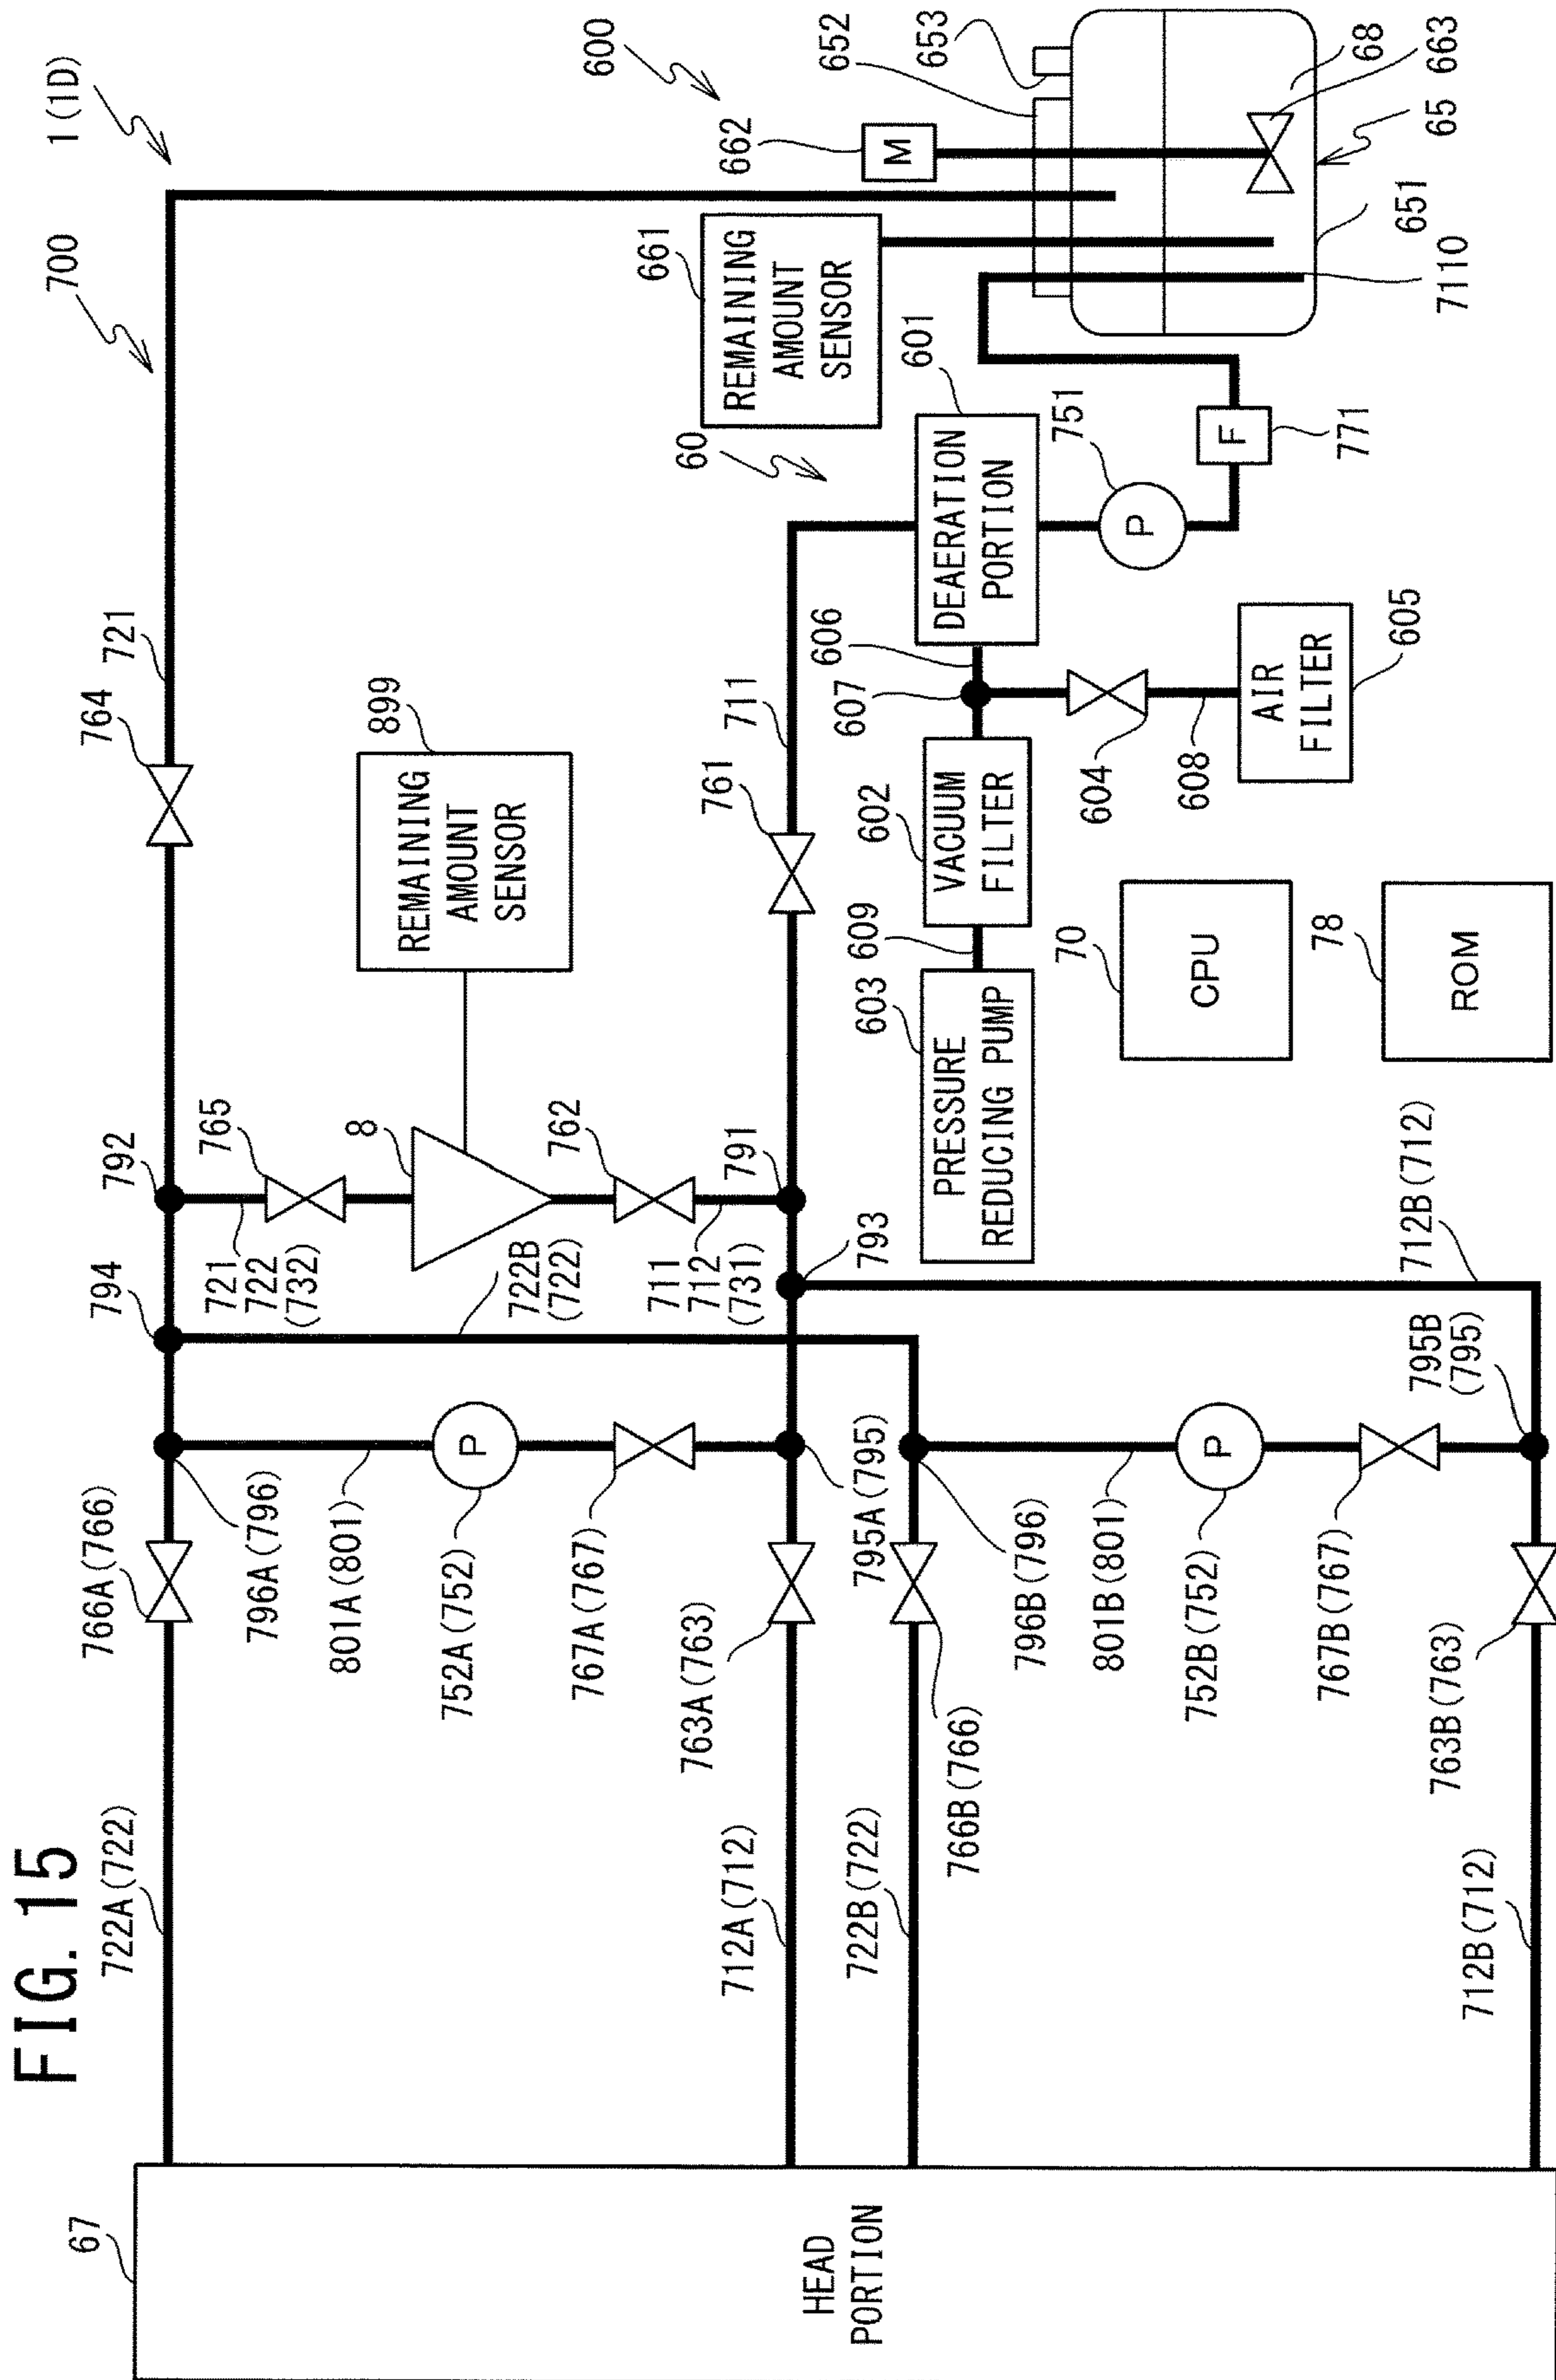 FIG. 15
1(1D)
700
600
721
764
792
794
722A(722)
766A(766)
796A(796)
801A(801)
752A(752)
767A(767)
763A(763)
712A(712)
795A(795)
P
765
8
762
791
793
721
722
(732)
722B
(722)
711
712
(731)
899
REMAINING
AMOUNT
SENSOR
761
711
661
REMAINING
AMOUNT
SENSOR
662
M
652
653
68
663
65
651
7110
60
601
DEAERATION
PORTION
751
P
F
771
606
607
604
608
AIR
FILTER
605
602
VACUUM
FILTER
609
603
PRESSURE
REDUCING PUMP
70
CPU
78
ROM
722B(722)
766B(766)
796B(796)
801B(801)
752B(752)
P
767B(767)
763B(763)
795B
(795)
712B(712)
712B(712)
67
HEAD
PORTION